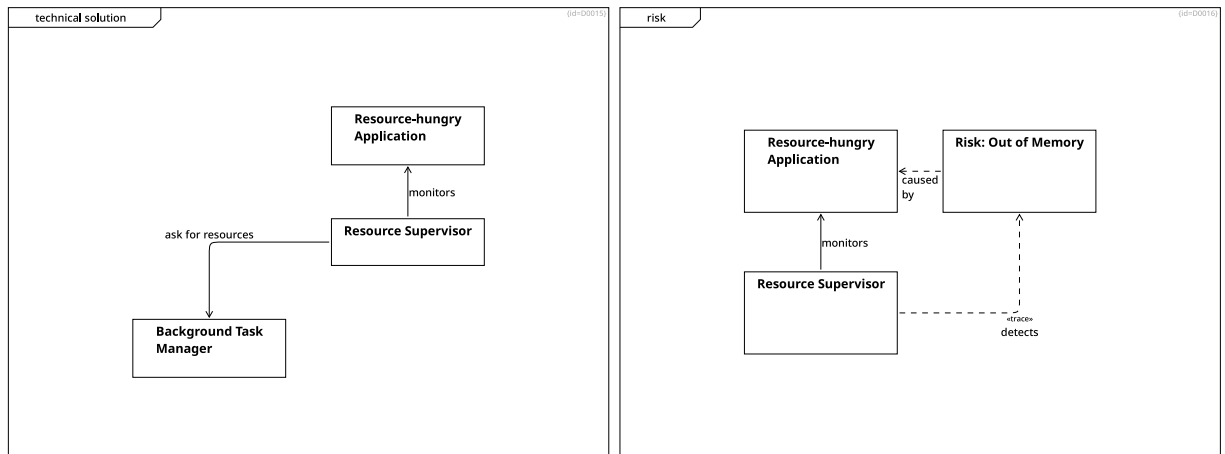 technical solution
{id=D0015}
Resource-hungry
Application
monitors
Resource Supervisor
ask for resources
Background Task
Manager
risk
{id=D0016}
Resource-hungry
Application
Risk: Out of Memory
caused
by
monitors
Resource Supervisor
«trace»
detects